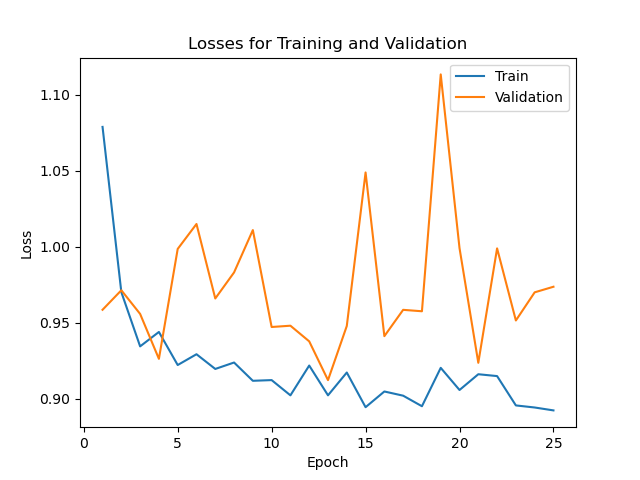 Losses for Training and Validation
Train
Validation
1.10
1.05
1.00
0.95
0.90
Loss
0
5
10
15
20
25
Epoch